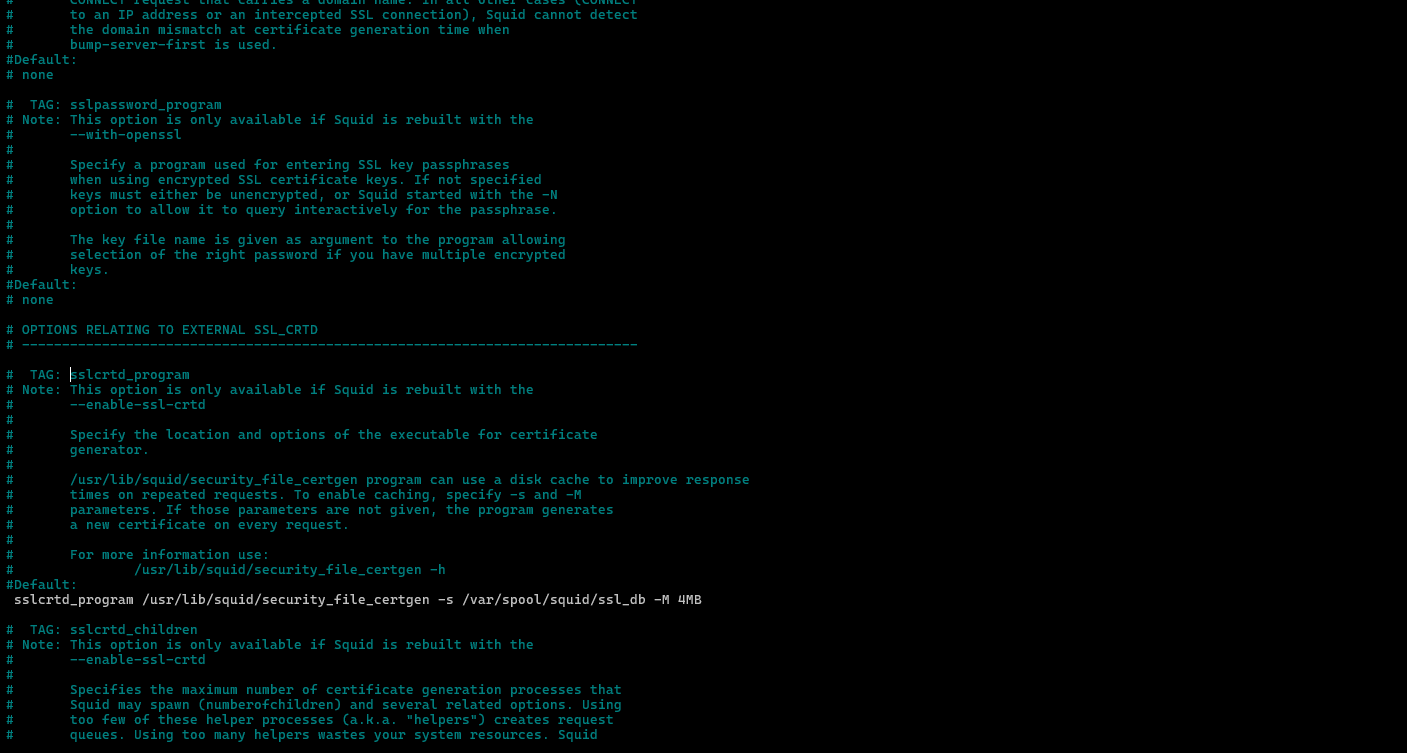 #       CONNECT request that carries a domain name. In all other cases (CONNECT
#       to an IP address or an intercepted SSL connection), Squid cannot detect
#       the domain mismatch at certificate generation time when
#       bump-server-first is used.
#Default:
# none
#  TAG: sslpassword_program
# Note: This option is only available if Squid is rebuilt with the
#       --with-openssl
#
#       Specify a program used for entering SSL key passphrases
#       when using encrypted SSL certificate keys. If not specified
#       keys must either be unencrypted, or Squid started with the -N
#       option to allow it to query interactively for the passphrase.
#
#       The key file name is given as argument to the program allowing
#       selection of the right password if you have multiple encrypted
#       keys.
#Default:
# none
# OPTIONS RELATING TO EXTERNAL SSL_CRTD
# -----------------------------------------------------------------------------
#  TAG: sslcrtd_program
# Note: This option is only available if Squid is rebuilt with the
#       --enable-ssl-crtd
#
#       Specify the location and options of the executable for certificate
#       generator.
#
#       /usr/lib/squid/security_file_certgen program can use a disk cache to improve response
#       times on repeated requests. To enable caching, specify -s and -M
#       parameters. If those parameters are not given, the program generates
#       a new certificate on every request.
#
#       For more information use:
#               /usr/lib/squid/security_file_certgen -h
#Default:
 sslcrtd_program /usr/lib/squid/security_file_certgen -s /var/spool/squid/ssl_db -M 4MB
#  TAG: sslcrtd_children
# Note: This option is only available if Squid is rebuilt with the
#       --enable-ssl-crtd
#
#       Specifies the maximum number of certificate generation processes that
#       Squid may spawn (numberofchildren) and several related options. Using
#       too few of these helper processes (a.k.a. "helpers") creates request
#       queues. Using too many helpers wastes your system resources. Squid